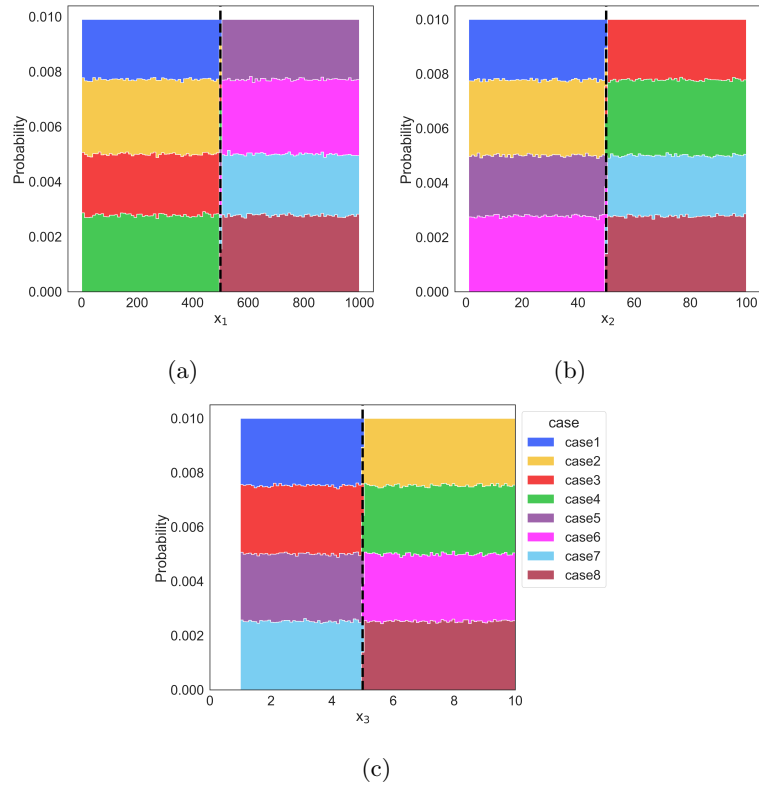 0.010
0.008
0.006
0.004
0.002
0.000
Probability
0 200 400 600 800 1000
x₁
(a)
0.010
0.008
0.006
0.004
0.002
0.000
Probability
0 20 40 60 80 100
x₂
(b)
0.010
0.008
0.006
0.004
0.002
0.000
Probability
0 2 4 6 8 10
x₃
case
case1
case2
case3
case4
case5
case6
case7
case8
(c)